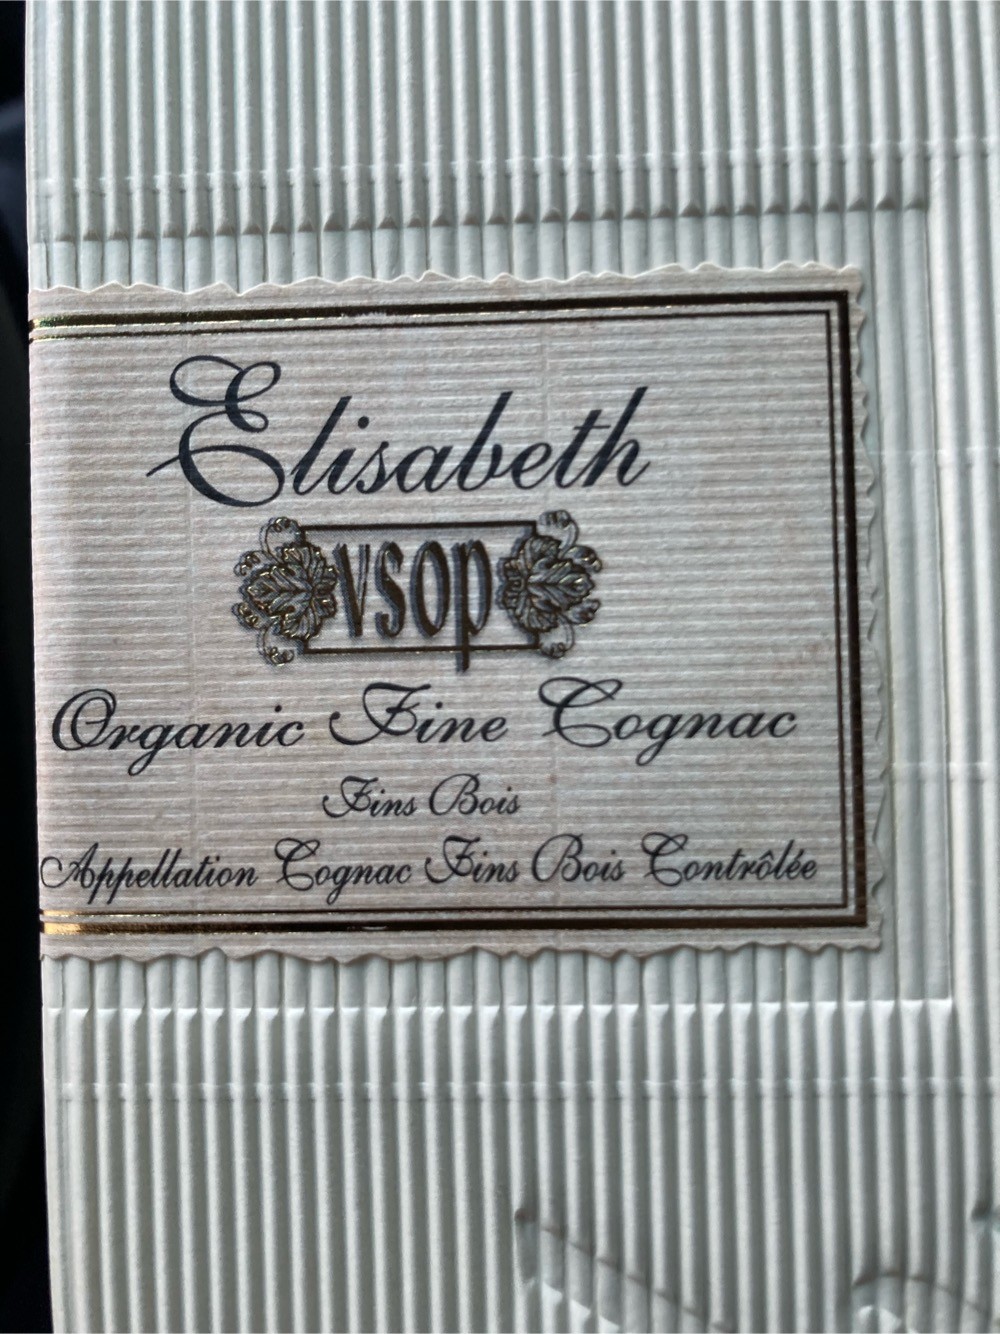 Elisabeth
vsop
Organic Fine Cognac
Fins Bois
Appellation Cognac Fins Bois Contrôlée